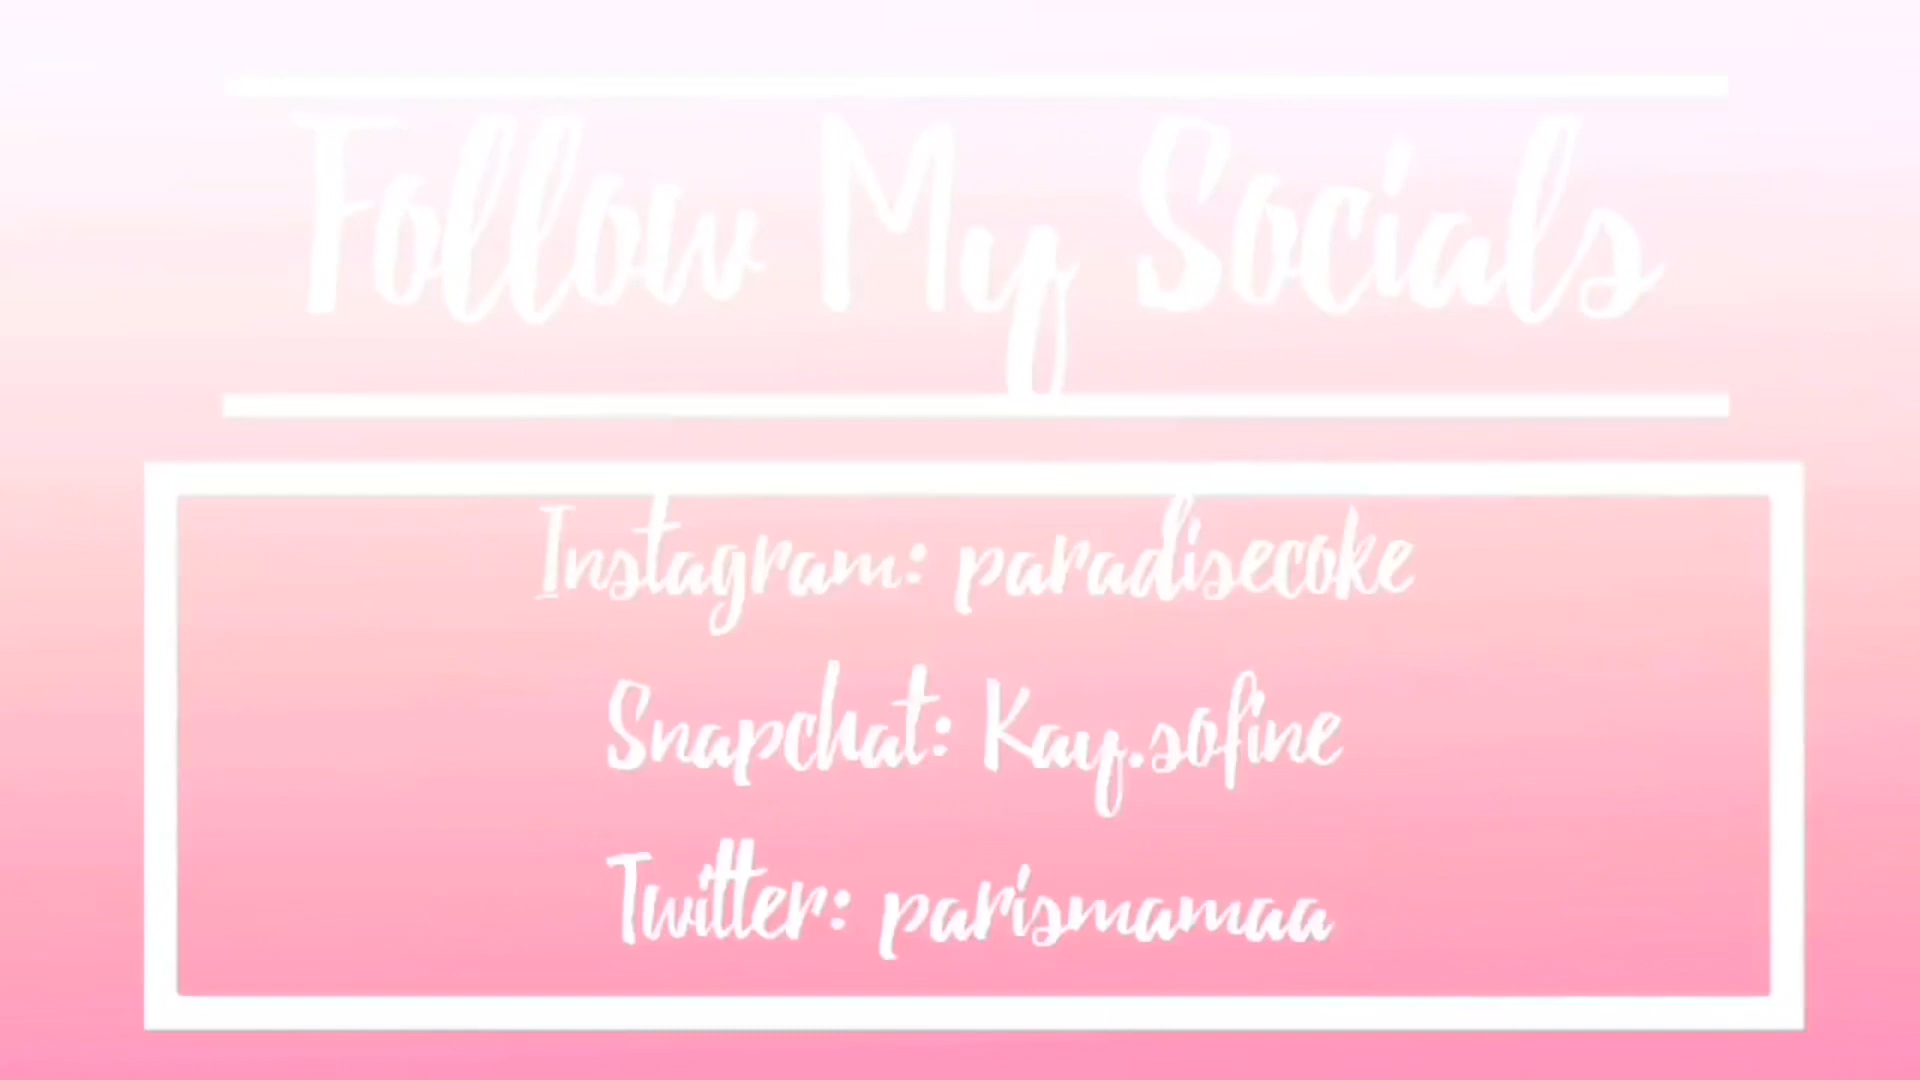 Follow My Socials
Instagram: paradisecoke
Snapchat: Kay.sofine
Twitter: parismamaa